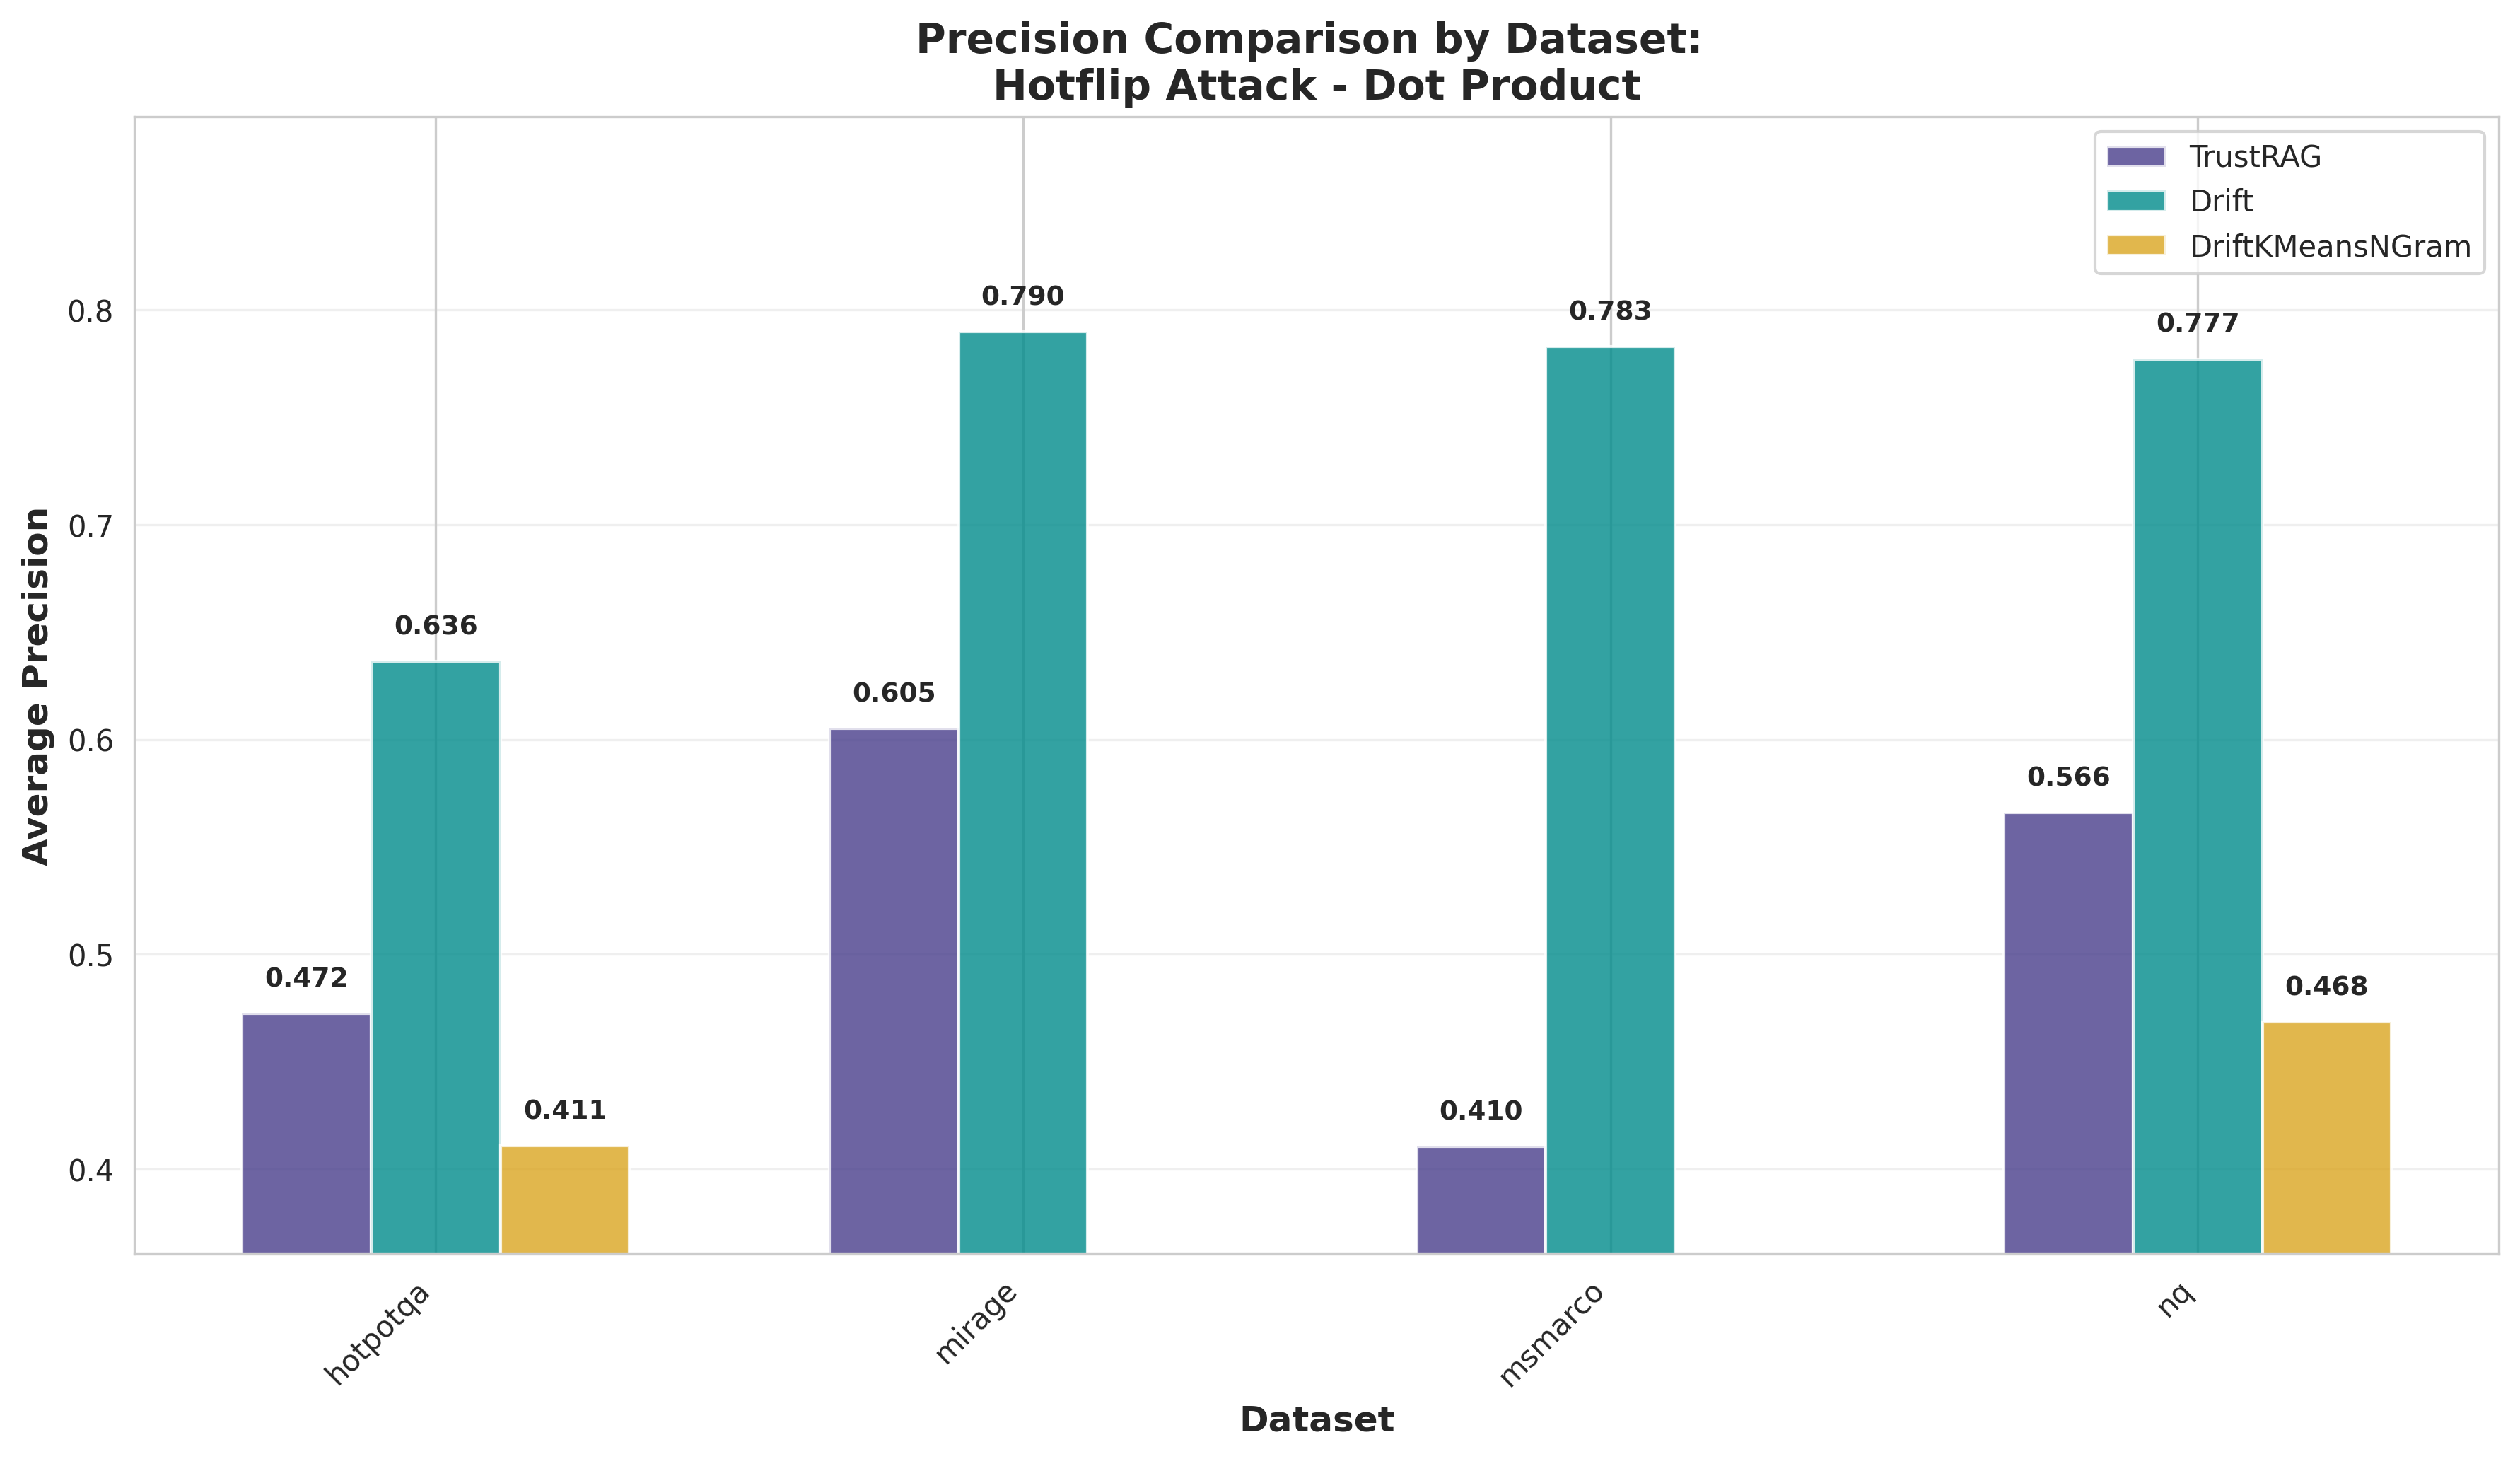 Precision Comparison by Dataset:
Hotflip Attack - Dot Product
TrustRAG
Drift
DriftKMeansNGram
Average Precision
0.8
0.7
0.6
0.5
0.4
0.472
0.636
0.411
0.605
0.790
0.410
0.783
0.566
0.777
0.468
hotpotqa
mirage
msmarco
nq
Dataset